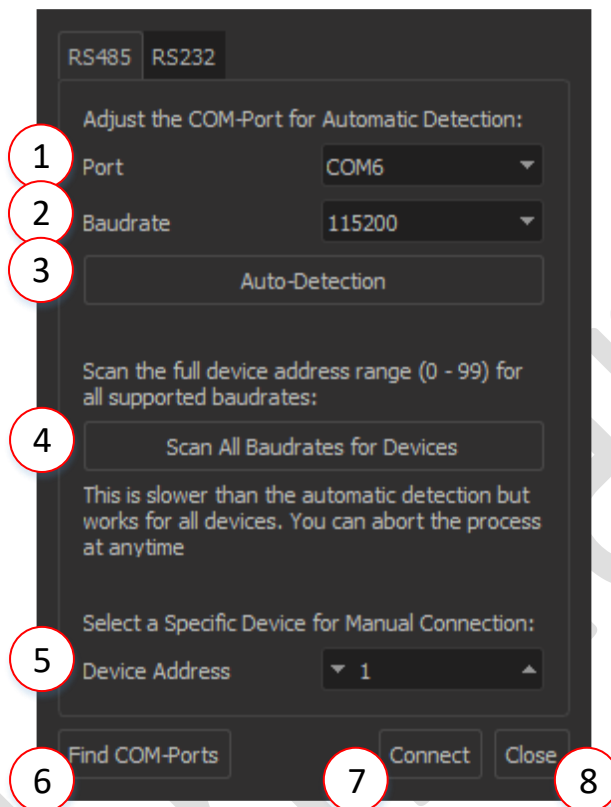 RS485 RS232
Adjust the COM-Port for Automatic Detection:
1 Port COM6
2 Baudrate 115200
3 Auto-Detection
Scan the full device address range (0 - 99) for
all supported baudrates:
4 Scan All Baudrates for Devices
This is slower than the automatic detection but
works for all devices. You can abort the process
at anytime
Select a Specific Device for Manual Connection:
5 Device Address 1
Find COM-Ports Connect Close
6 7 8